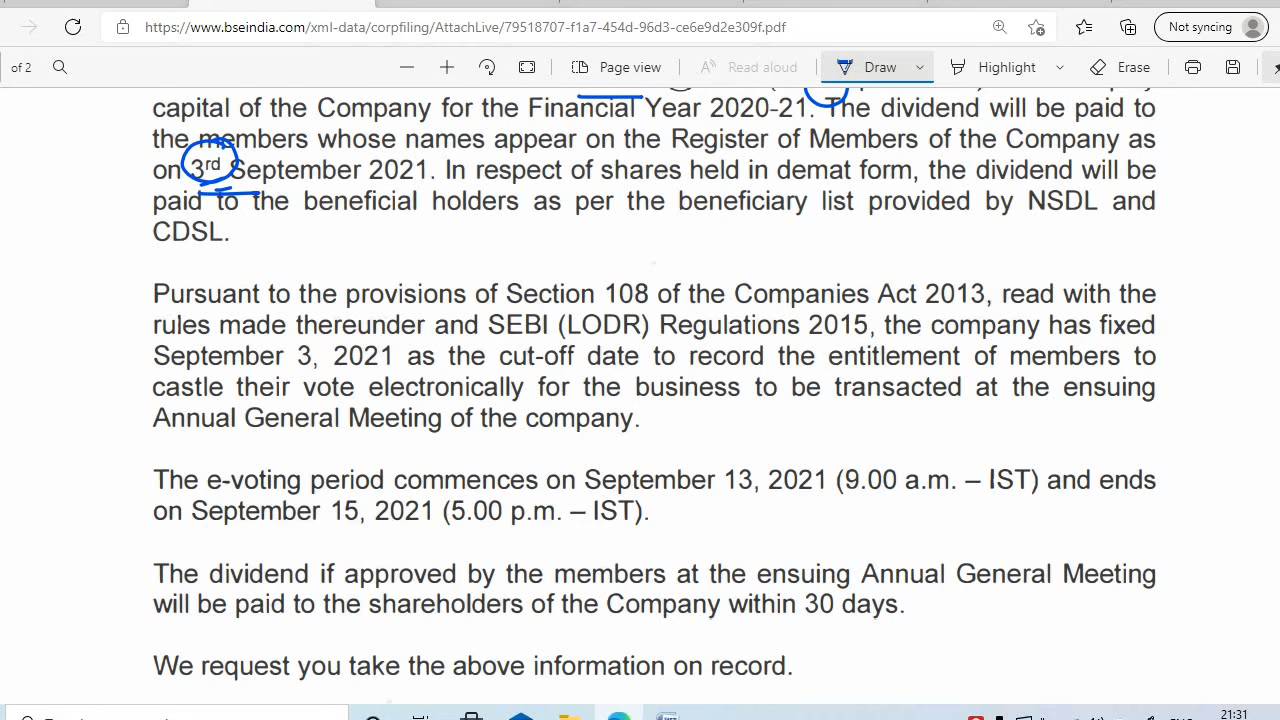 https://www.bseindia.com/xml-data/corpfiling/AttachLive/79518707-f1a7-454d-96d3-ce6e9d2e309f.pdf
Not syncing
of 2
Page view
Read aloud
Draw
Highlight
Erase
capital of the Company for the Financial Year 2020-21. The dividend will be paid to
the members whose names appear on the Register of Members of the Company as
on 3rd September 2021. In respect of shares held in demat form, the dividend will be
paid to the beneficial holders as per the beneficiary list provided by NSDL and
CDSL.
Pursuant to the provisions of Section 108 of the Companies Act 2013, read with the
rules made thereunder and SEBI (LODR) Regulations 2015, the company has fixed
September 3, 2021 as the cut-off date to record the entitlement of members to
castle their vote electronically for the business to be transacted at the ensuing
Annual General Meeting of the company.
The e-voting period commences on September 13, 2021 (9.00 a.m. – IST) and ends
on September 15, 2021 (5.00 p.m. – IST).
The dividend if approved by the members at the ensuing Annual General Meeting
will be paid to the shareholders of the Company within 30 days.
We request you take the above information on record.
21:31